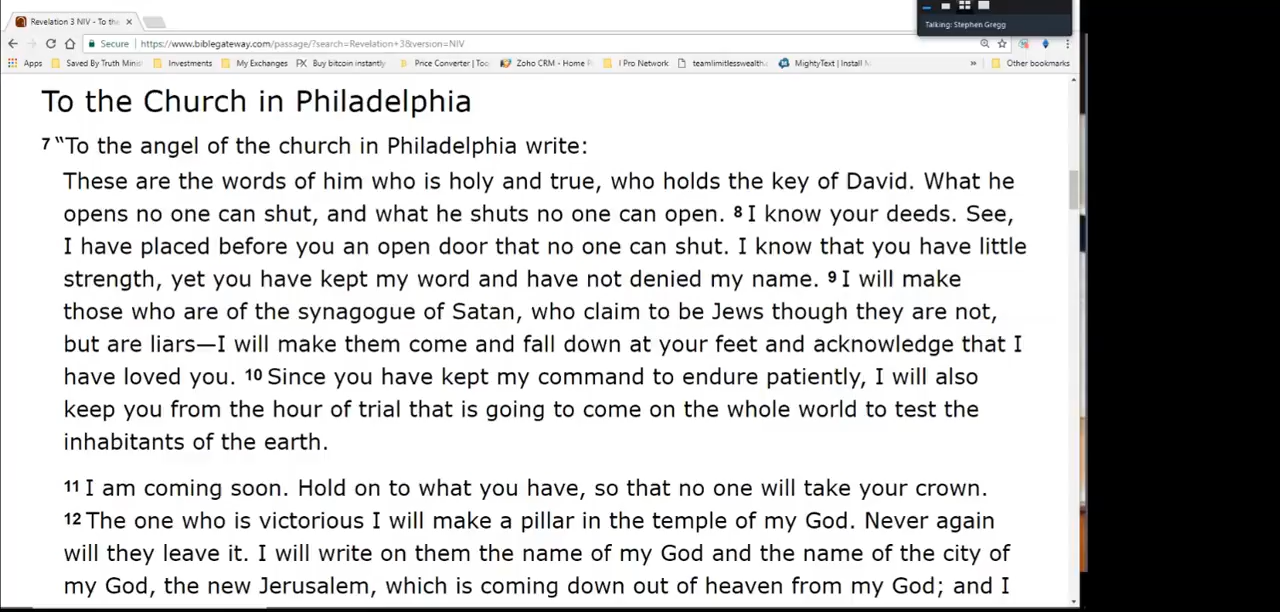 Revelation 3 NIV - To the
Talking: Stephen Gregg
Secure https://www.biblegateway.com/passage/?search=Revelation+3&version=NIV
Apps Saved By Truth Mini Investments My Exchanges Buy bitcoin instantly Price Converter | Too Zoho CRM - Home I Pro Network teamlimitlesswealth MightyText | Install » Other bookmarks
To the Church in Philadelphia
7 “To the angel of the church in Philadelphia write:
These are the words of him who is holy and true, who holds the key of David. What he
opens no one can shut, and what he shuts no one can open. 8 I know your deeds. See,
I have placed before you an open door that no one can shut. I know that you have little
strength, yet you have kept my word and have not denied my name. 9 I will make
those who are of the synagogue of Satan, who claim to be Jews though they are not,
but are liars—I will make them come and fall down at your feet and acknowledge that I
have loved you. 10 Since you have kept my command to endure patiently, I will also
keep you from the hour of trial that is going to come on the whole world to test the
inhabitants of the earth.
11 I am coming soon. Hold on to what you have, so that no one will take your crown.
12 The one who is victorious I will make a pillar in the temple of my God. Never again
will they leave it. I will write on them the name of my God and the name of the city of
my God, the new Jerusalem, which is coming down out of heaven from my God; and I